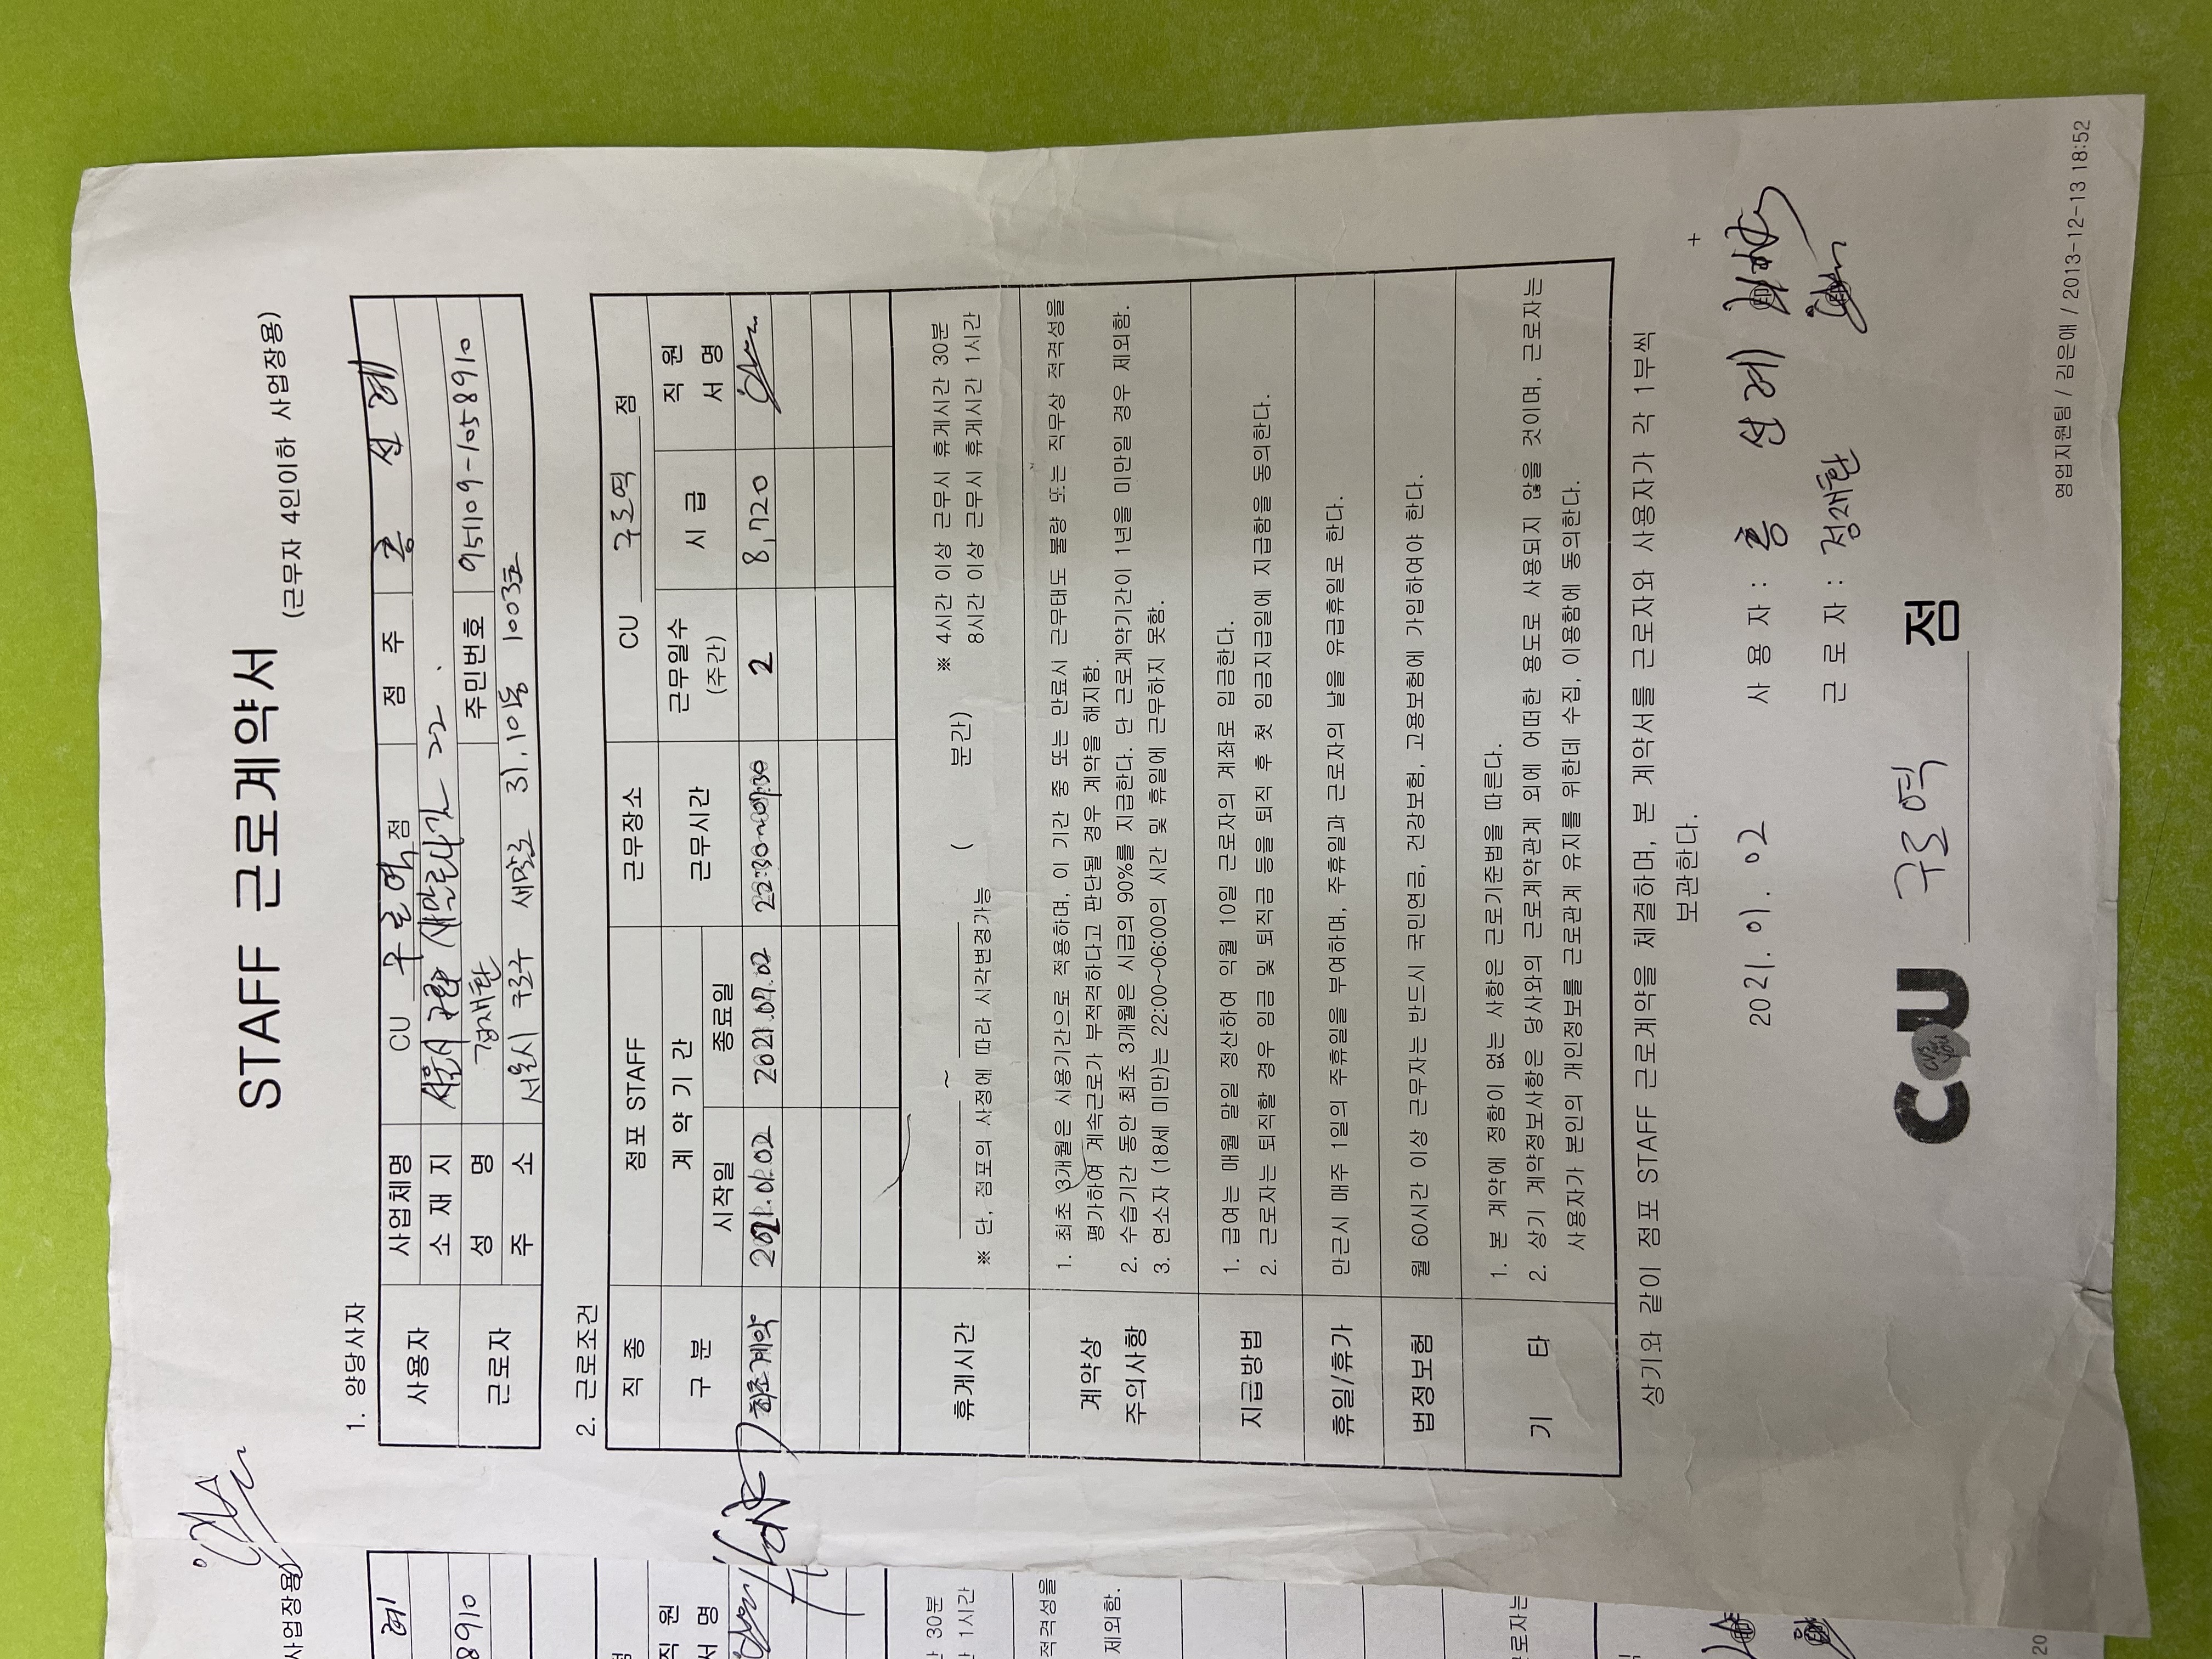 사업장용)
례
8910
점
직 원
서 명
간 30분
간 1시간
적격성을
제외함.
근로자는
20
STAFF 근로계약서 (근무자 4인이하 사업장용)
1. 양당사자
사용자 사업체명 CU 구로역 점 점 주 홍 선 례
소 재 지 서울시 구로구 새말로 22 .
근로자 성 명 정재환 주민번호 951109-1058910
주 소 서울시 구로구 새말로 31, 101동 1003호
2. 근로조건
직 종 점포 STAFF 근무장소 CU 구로역 점
구 분 계 약 기 간 근무시간 근무일수 (주간) 시 급 직 원 서 명
시작일 종료일
최초계약 2021.01.02 2021.07.02 22:30~07:30 2 8,720
휴게시간 ~ ( 분간) ※ 4시간 이상 근무시 휴게시간 30분
※ 단, 점포의 사정에 따라 시각변경가능 8시간 이상 근무시 휴게시간 1시간
계약상 주의사항
1. 최초 3개월은 시용기간으로 적용하며, 이 기간 중 또는 만료시 근무태도 불량 또는 직무상 적격성을
평가하여 계속근로가 부적격하다고 판단될 경우 계약을 해지함.
2. 수습기간 동안 최초 3개월은 시급의 90%를 지급한다. 단 근로계약기간이 1년을 미만일 경우 제외함.
3. 연소자 (18세 미만)는 22:00~06:00의 시간 및 휴일에 근무하지 못함.
지급방법
1. 급여는 매월 말일 정산하여 익월 10일 근로자의 계좌로 입금한다.
2. 근로자는 퇴직할 경우 임금 및 퇴직금 등을 퇴직 후 첫 임금지급일에 지급함을 동의한다.
휴일/휴가 만근시 매주 1일의 주휴일을 부여하며, 주휴일과 근로자의 날을 유급휴일로 한다.
법정보험 월 60시간 이상 근무자는 반드시 국민연금, 건강보험, 고용보험에 가입하여야 한다.
기 타
1. 본 계약에 정함이 없는 사항은 근로기준법을 따른다.
2. 상기 계약정보사항은 당사와의 근로계약관계 외에 어떠한 용도로 사용되지 않을 것이며, 근로자는
사용자가 본인의 개인정보를 근로관계 유지를 위한데 수집, 이용함에 동의한다.
상기와 같이 점포 STAFF 근로계약을 체결하며, 본 계약서를 근로자와 사용자가 각 1부씩
보관한다.
2021. 01. 02 사 용 자 : 홍 선례 印
근 로 자 : 정재환 印
CU CVS for YOU 구로역 점
영업지원팀 / 김은애 / 2013-12-13 18:52